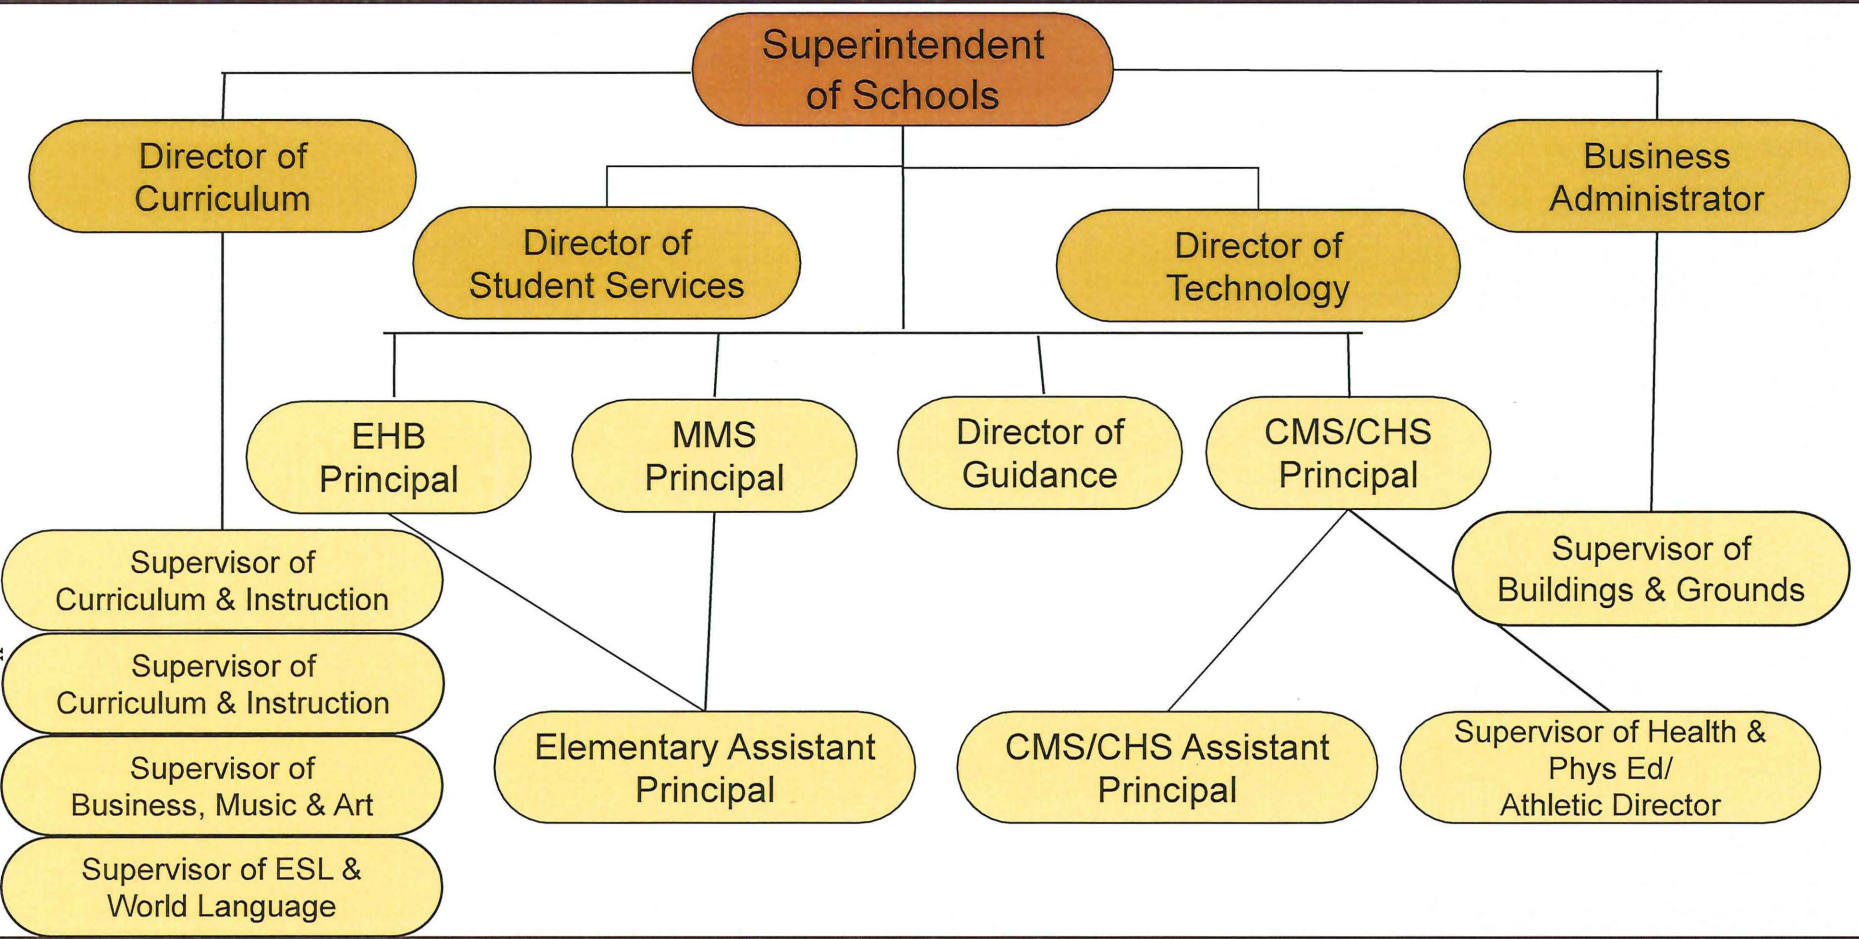 Superintendent
of Schools
Director of
Curriculum
Business
Administrator
Director of
Student Services
Director of
Technology
EHB
Principal
MMS
Principal
Director of
Guidance
CMS/CHS
Principal
Supervisor of
Curriculum & Instruction
Supervisor of
Buildings & Grounds
Supervisor of
Curriculum & Instruction
Supervisor of
Business, Music & Art
Supervisor of ESL &
World Language
Elementary Assistant
Principal
CMS/CHS Assistant
Principal
Supervisor of Health &
Phys Ed/
Athletic Director